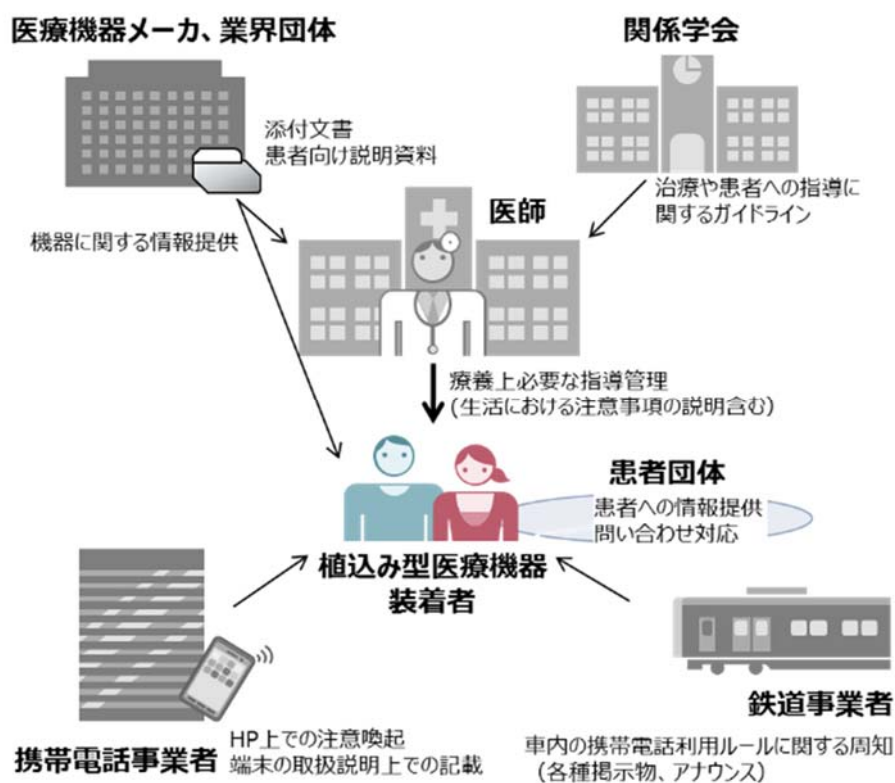 医療機器メーカ、業界団体
関係学会
添付文書
患者向け説明資料
治療や患者への指導に
関するガイドライン
医師
機器に関する情報提供
療養上必要な指導管理
(生活における注意事項の説明含む)
患者団体
患者への情報提供
問い合わせ対応
植込み型医療機器
装着者
鉄道事業者
携帯電話事業者
HP上での注意喚起
端末の取扱説明上での記載
車内の携帯電話利用ルールに関する周知
(各種掲示物、アナウンス)